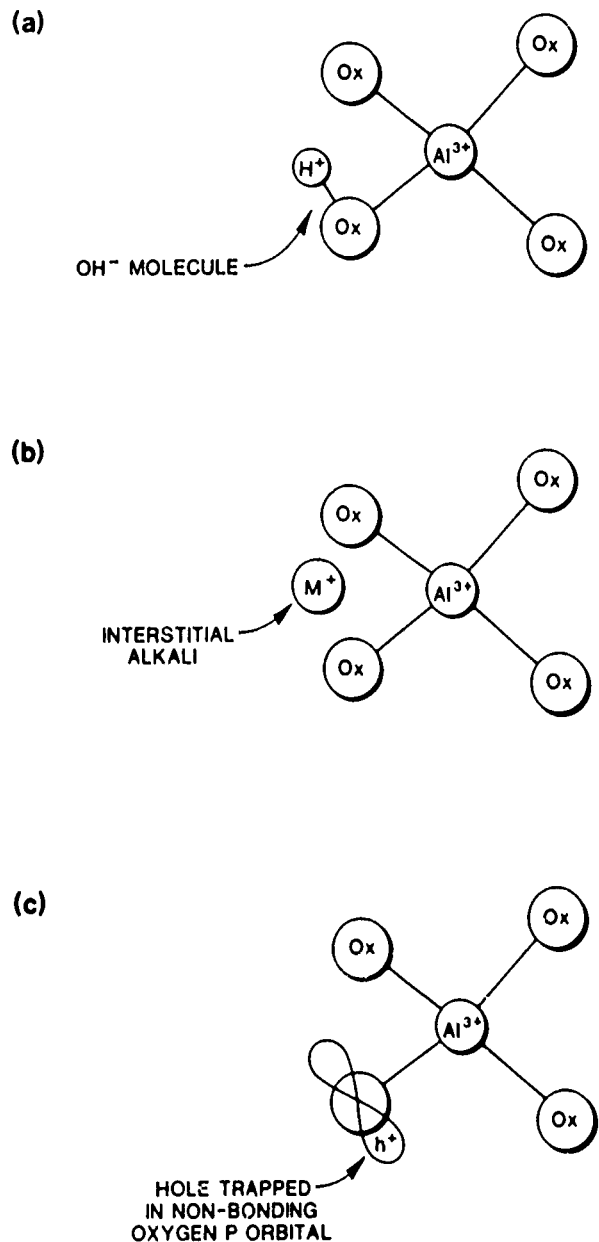 (a)
Ox
Ox
H⁺
Al³⁺
Ox
Ox
OH⁻ MOLECULE
(b)
Ox
Ox
M⁺
Al³⁺
INTERSTITIAL
ALKALI
Ox
Ox
(c)
Ox
Ox
Al³⁺
Ox
h⁺
HOLE TRAPPED
IN NON-BONDING
OXYGEN P ORBITAL